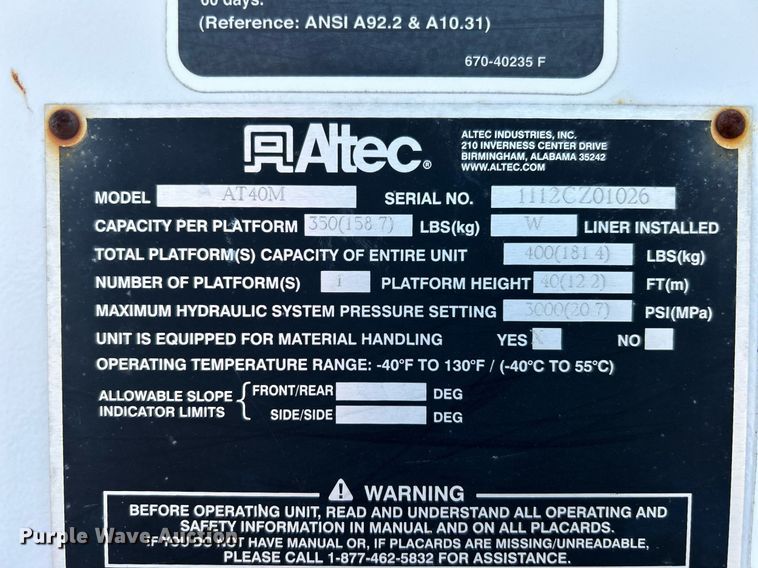 (Reference: ANSI A92.2 & A10.31)
670-40235 F
Altec®
ALTEC INDUSTRIES, INC.
210 INVERNESS CENTER DRIVE
BIRMINGHAM, ALABAMA 35242
WWW.ALTEC.COM
MODEL AT40M SERIAL NO. 1112CZ01026
CAPACITY PER PLATFORM 350(158 7) LBS(kg) W LINER INSTALLED
TOTAL PLATFORM(S) CAPACITY OF ENTIRE UNIT 400(181 4) LBS(kg)
NUMBER OF PLATFORM(S) 1 PLATFORM HEIGHT 40(12 2) FT(m)
MAXIMUM HYDRAULIC SYSTEM PRESSURE SETTING 3000(20 7) PSI(MPa)
UNIT IS EQUIPPED FOR MATERIAL HANDLING YES X NO
OPERATING TEMPERATURE RANGE: -40°F TO 130°F / (-40°C TO 55°C)
ALLOWABLE SLOPE INDICATOR LIMITS
FRONT/REAR DEG
SIDE/SIDE DEG
WARNING
BEFORE OPERATING UNIT, READ AND UNDERSTAND ALL OPERATING AND
SAFETY INFORMATION IN MANUAL AND ON ALL PLACARDS.
IF YOU DO NOT HAVE MANUAL OR, IF PLACARDS ARE MISSING/UNREADABLE,
PLEASE CALL 1-877-462-5832 FOR ASSISTANCE.
Purple Wave Auction